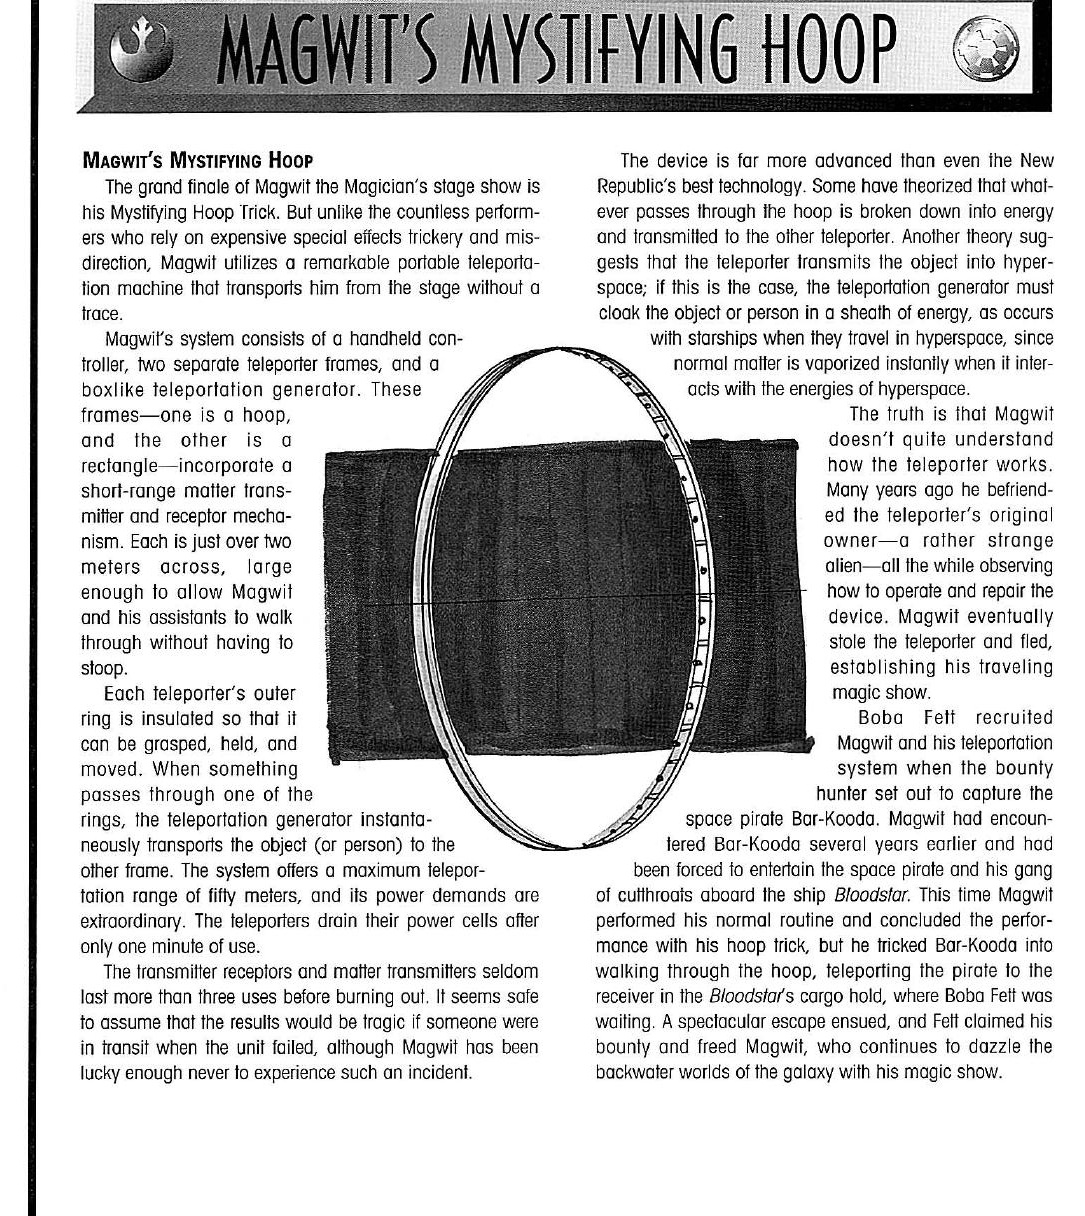 MAGWIT'S MYSTIFYING HOOP
MAGWIT'S MYSTIFYING HOOP
The grand finale of Magwit the Magician's stage show is
his Mystifying Hoop Trick. But unlike the countless perform-
ers who rely on expensive special effects trickery and mis-
direction, Magwit utilizes a remarkable portable teleporta-
tion machine that transports him from the stage without a
trace.
Magwit's system consists of a handheld con-
troller, two separate teleporter frames, and a
boxlike teleportation generator. These
frames—one is a hoop,
and the other is a
rectangle—incorporate a
short-range matter trans-
mitter and receptor mecha-
nism. Each is just over two
meters across, large
enough to allow Magwit
and his assistants to walk
through without having to
stoop.
Each teleporter's outer
ring is insulated so that it
can be grasped, held, and
moved. When something
passes through one of the
rings, the teleportation generator instanta-
neously transports the object (or person) to the
other frame. The system offers a maximum telepor-
tation range of fifty meters, and its power demands are
extraordinary. The teleporters drain their power cells after
only one minute of use.
The transmitter receptors and matter transmitters seldom
last more than three uses before burning out. It seems safe
to assume that the results would be tragic if someone were
in transit when the unit failed, although Magwit has been
lucky enough never to experience such an incident.
The device is far more advanced than even the New
Republic's best technology. Some have theorized that what-
ever passes through the hoop is broken down into energy
and transmitted to the other teleporter. Another theory sug-
gests that the teleporter transmits the object into hyper-
space; if this is the case, the teleportation generator must
cloak the object or person in a sheath of energy, as occurs
with starships when they travel in hyperspace, since
normal matter is vaporized instantly when it inter-
acts with the energies of hyperspace.
The truth is that Magwit
doesn't quite understand
how the teleporter works.
Many years ago he befriend-
ed the teleporter's original
owner—a rather strange
alien—all the while observing
how to operate and repair the
device. Magwit eventually
stole the teleporter and fled,
establishing his traveling
magic show.
Boba Fett recruited
Magwit and his teleportation
system when the bounty
hunter set out to capture the
space pirate Bar-Kooda. Magwit had encoun-
tered Bar-Kooda several years earlier and had
been forced to entertain the space pirate and his gang
of cutthroats aboard the ship Bloodstar. This time Magwit
performed his normal routine and concluded the perfor-
mance with his hoop trick, but he tricked Bar-Kooda into
walking through the hoop, teleporting the pirate to the
receiver in the Bloodstar's cargo hold, where Boba Fett was
waiting. A spectacular escape ensued, and Fett claimed his
bounty and freed Magwit, who continues to dazzle the
backwater worlds of the galaxy with his magic show.